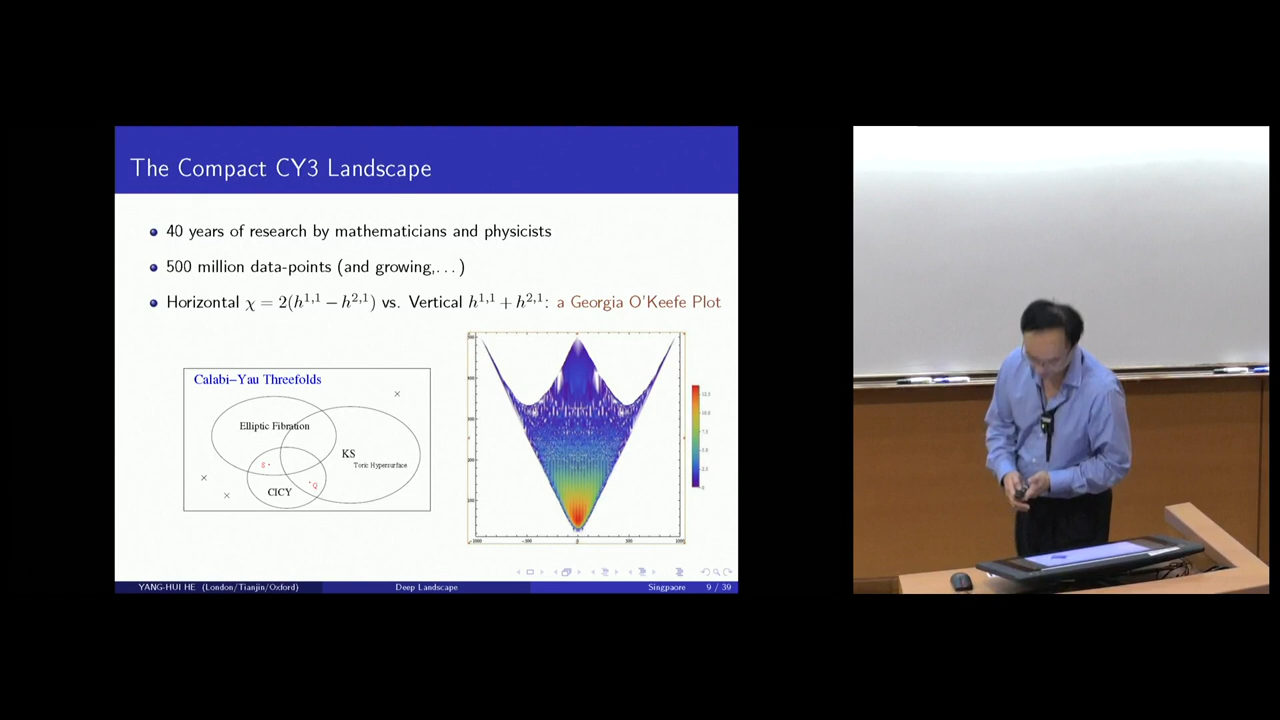 The Compact CY3 Landscape
40 years of research by mathematicians and physicists
500 million data-points (and growing,...)
Horizontal χ = 2(h^{1,1} − h^{2,1}) vs. Vertical h^{1,1} + h^{2,1}: a Georgia O'Keefe Plot
Calabi–Yau Threefolds
Elliptic Fibration
KS
Toric Hypersurface
S
Q
CICY
YANG-HUI HE (London/Tianjin/Oxford)
Deep Landscape
Singpaore
9 / 39